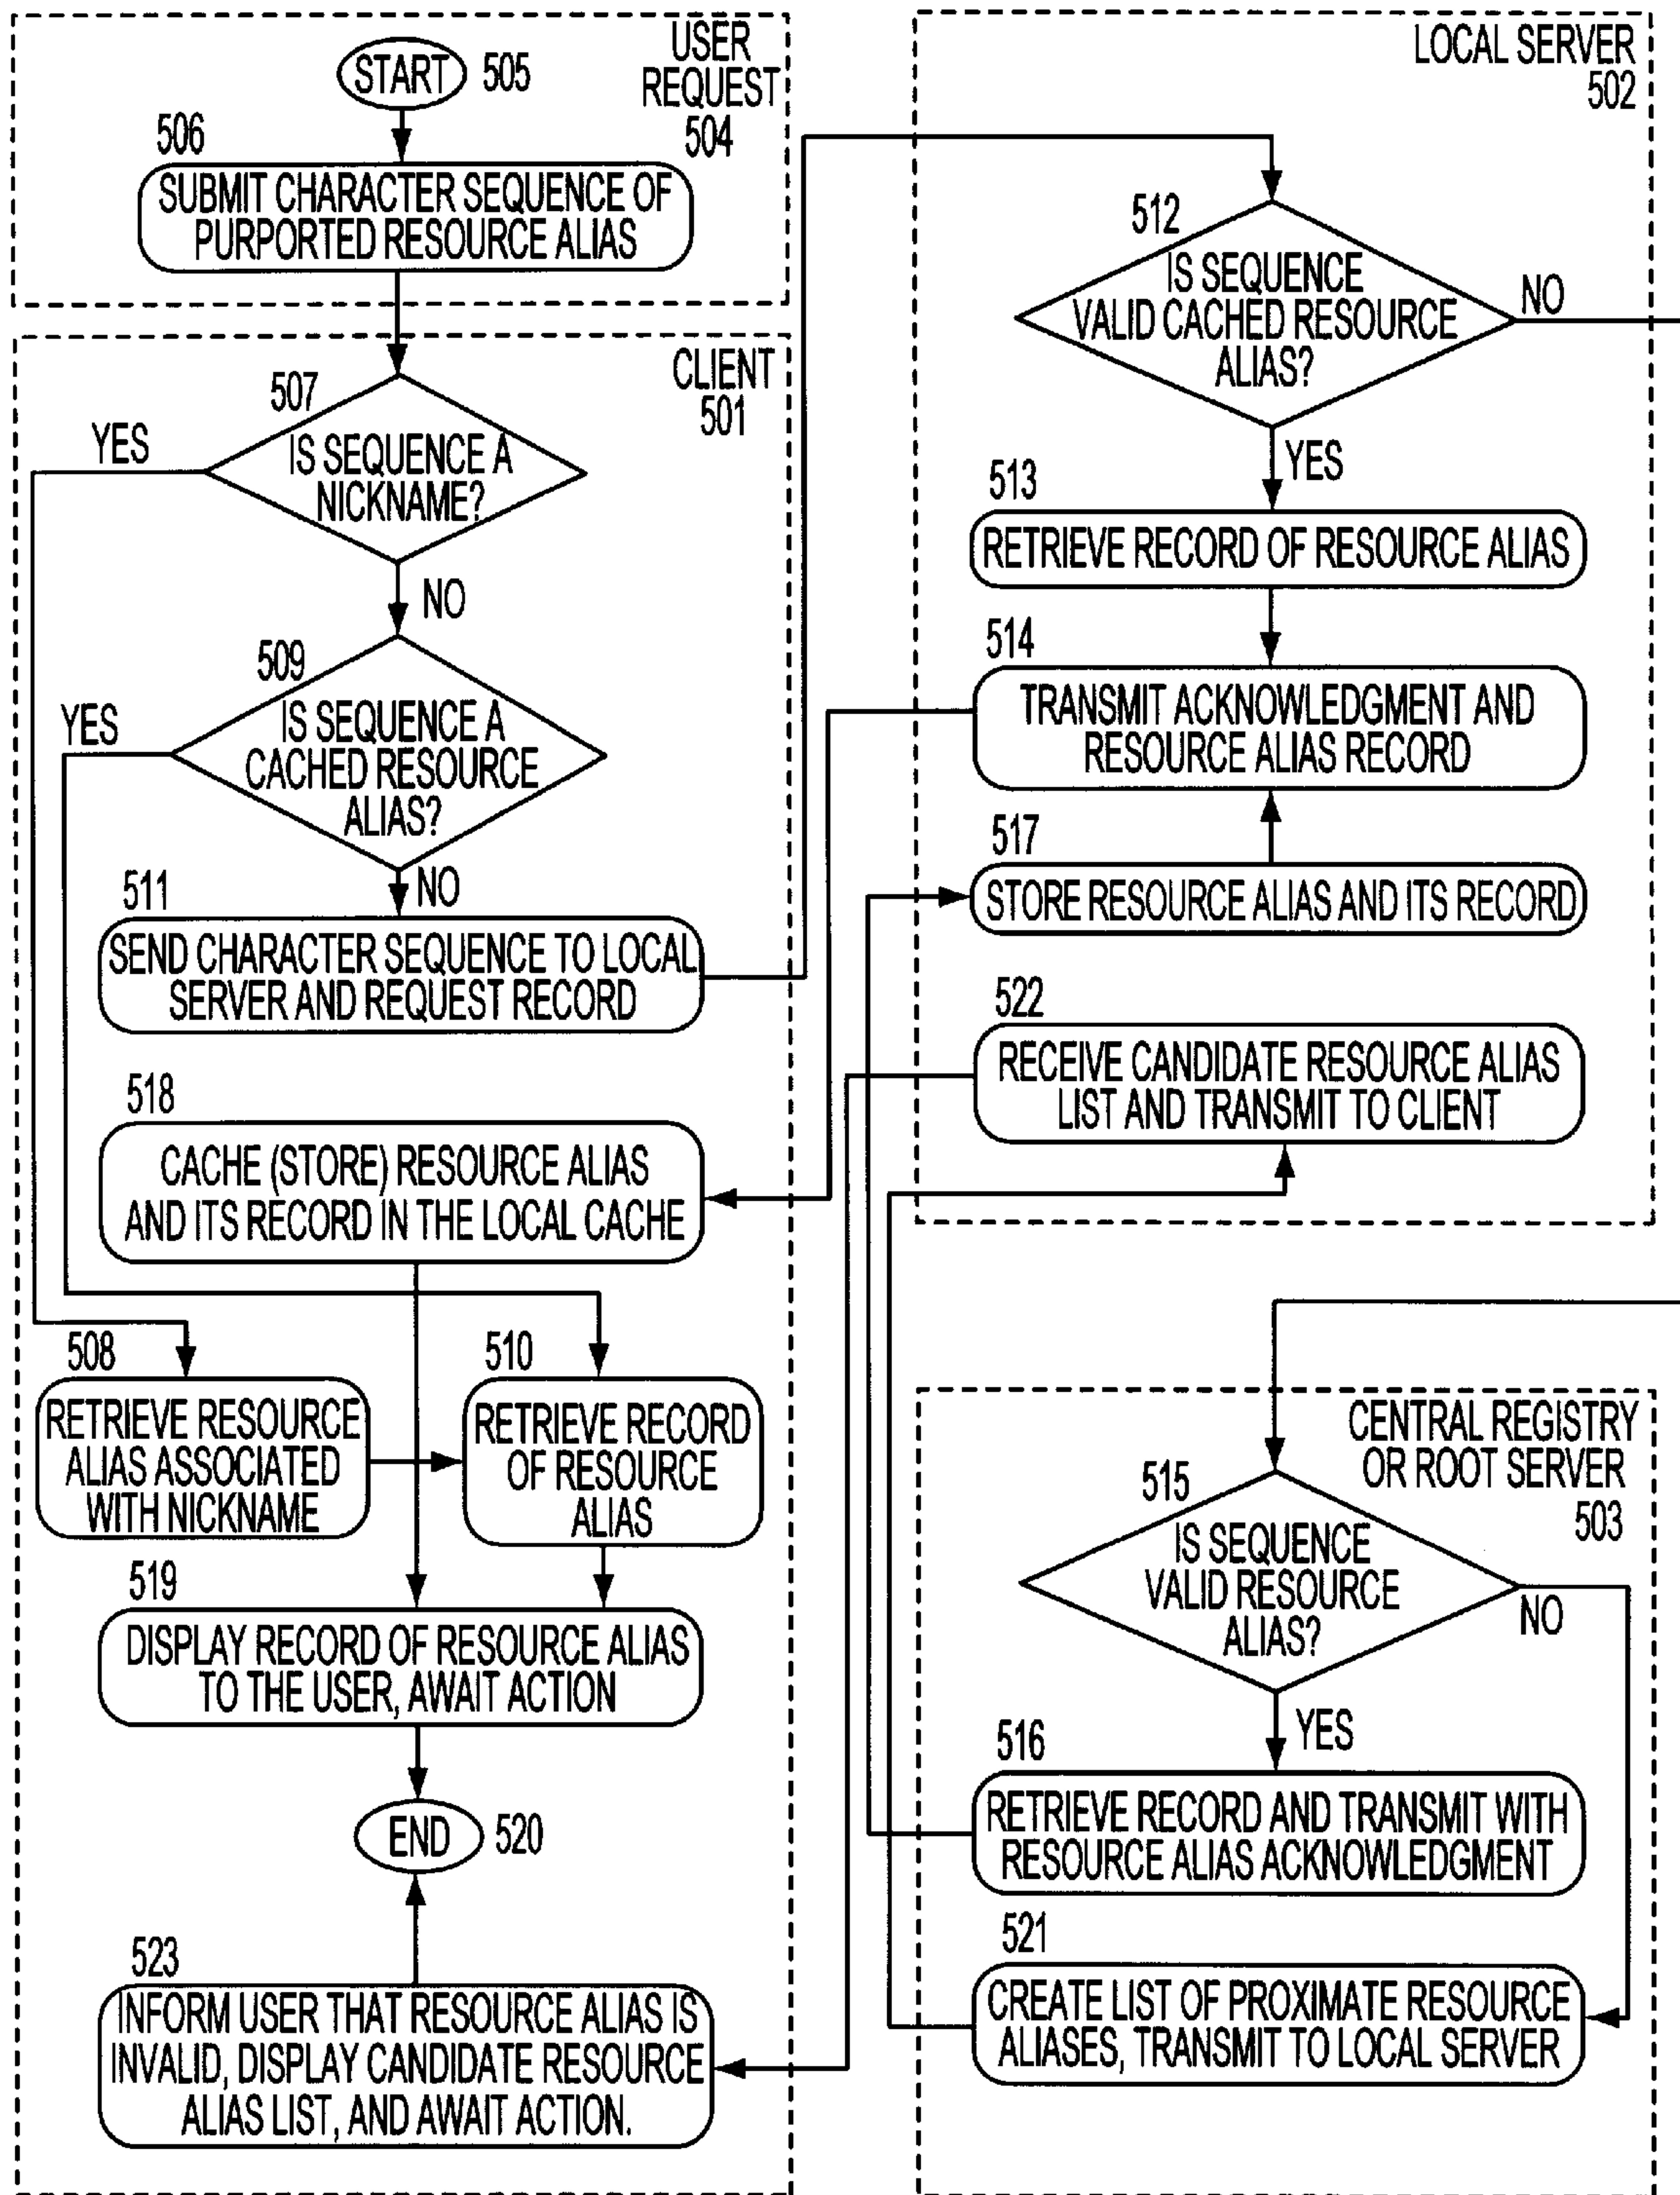 USER
REQUEST
504
START
505
506
SUBMIT CHARACTER SEQUENCE OF
PURPORTED RESOURCE ALIAS
CLIENT
501
507
YES
IS SEQUENCE A
NICKNAME?
NO
509
YES
IS SEQUENCE A
CACHED RESOURCE
ALIAS?
NO
511
SEND CHARACTER SEQUENCE TO LOCAL
SERVER AND REQUEST RECORD
518
CACHE (STORE) RESOURCE ALIAS
AND ITS RECORD IN THE LOCAL CACHE
508
RETRIEVE RESOURCE
ALIAS ASSOCIATED
WITH NICKNAME
510
RETRIEVE RECORD
OF RESOURCE
ALIAS
519
DISPLAY RECORD OF RESOURCE ALIAS
TO THE USER, AWAIT ACTION
END
520
523
INFORM USER THAT RESOURCE ALIAS IS
INVALID, DISPLAY CANDIDATE RESOURCE
ALIAS LIST, AND AWAIT ACTION.
LOCAL SERVER
502
512
IS SEQUENCE
VALID CACHED RESOURCE
ALIAS?
NO
YES
513
RETRIEVE RECORD OF RESOURCE ALIAS
514
TRANSMIT ACKNOWLEDGMENT AND
RESOURCE ALIAS RECORD
517
STORE RESOURCE ALIAS AND ITS RECORD
522
RECEIVE CANDIDATE RESOURCE ALIAS
LIST AND TRANSMIT TO CLIENT
CENTRAL REGISTRY
OR ROOT SERVER
503
515
IS SEQUENCE
VALID RESOURCE
ALIAS?
NO
YES
516
RETRIEVE RECORD AND TRANSMIT WITH
RESOURCE ALIAS ACKNOWLEDGMENT
521
CREATE LIST OF PROXIMATE RESOURCE
ALIASES, TRANSMIT TO LOCAL SERVER